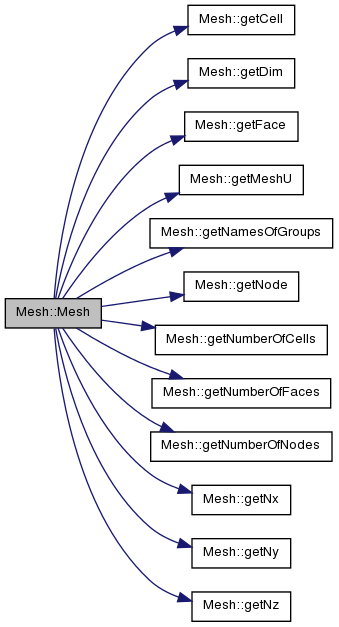 Mesh::getCell
Mesh::getDim
Mesh::getFace
Mesh::getMeshU
Mesh::getNamesOfGroups
Mesh::getNode
Mesh::Mesh
Mesh::getNumberOfCells
Mesh::getNumberOfFaces
Mesh::getNumberOfNodes
Mesh::getNx
Mesh::getNy
Mesh::getNz